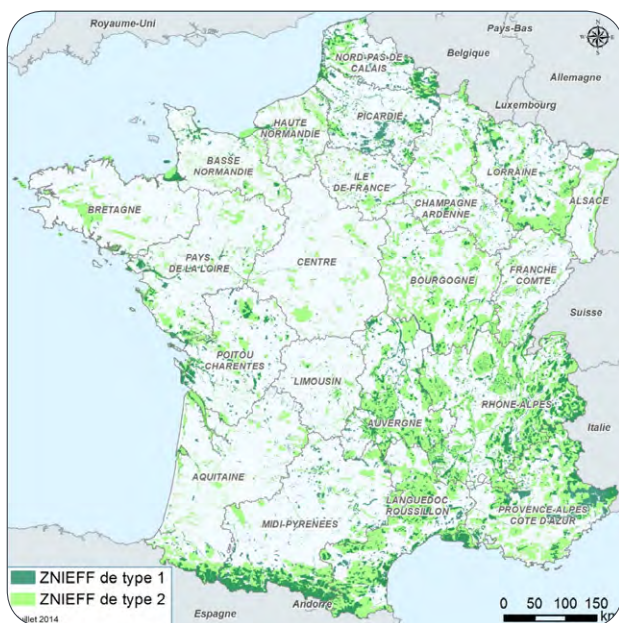 Royaume-Uni
Pays-Bas
N
Belgique
Allemagne
NORD-PAS-DE-
CALAIS
Luxembourg
PICARDIE
HAUTE
NORMANDIE
BASSE
NORMANDIE
ILE
DE-FRANCE
LORRAINE
CHAMPAGNE
ARDENNE
ALSACE
BRETAGNE
PAYS
DE LA LOIRE
CENTRE
BOURGOGNE
FRANCHE
COMTE
Suisse
POITOU
CHARENTES
LIMOUSIN
AUVERGNE
RHONE-ALPES
Italie
AQUITAINE
MIDI-PYRENEES
LANGUEDOC
ROUSSILLON
PROVENCE-ALPES
COTE D'AZUR
ZNIEFF de type 1
ZNIEFF de type 2
illet 2014
Espagne
Andorre
0 50 100 150
km